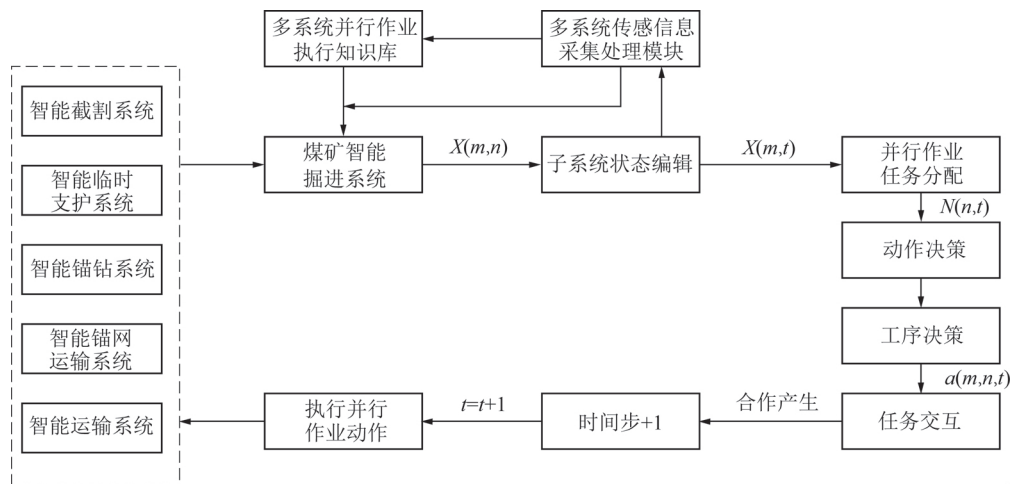 多系统并行作业
执行知识库
多系统传感信息
采集处理模块
智能截割系统
智能临时
支护系统
智能锚钻系统
智能锚网
运输系统
智能运输系统
煤矿智能
掘进系统
X(m,n)
子系统状态编辑
X(m,t)
并行作业
任务分配
N(n,t)
动作决策
工序决策
a(m,n,t)
任务交互
合作产生
时间步+1
t=t+1
执行并行
作业动作